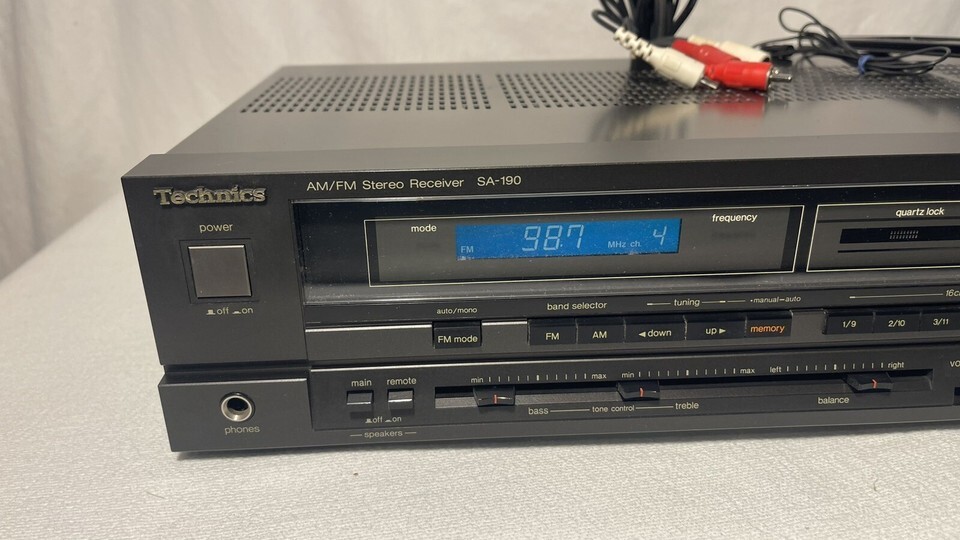 Technics
AM/FM Stereo Receiver SA-190
power
off on
mode
FM 98.7 MHz ch. 4
frequency
quartz lock
auto/mono
FM mode
band selector
FM AM
tuning
down up
manual auto
memory
1/9 2/10 3/11
main remote
off on
speakers
phones
min max
bass
tone control
min max
treble
left right
balance